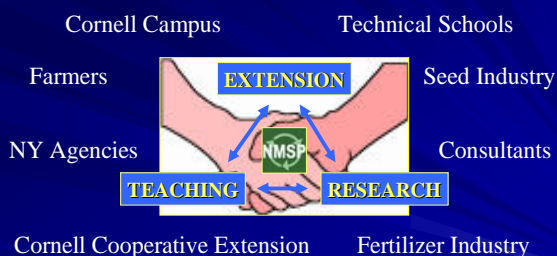 Cornell Campus Technical Schools
Farmers EXTENSION Seed Industry
NY Agencies NMSP Consultants
TEACHING RESEARCH
Cornell Cooperative Extension Fertilizer Industry